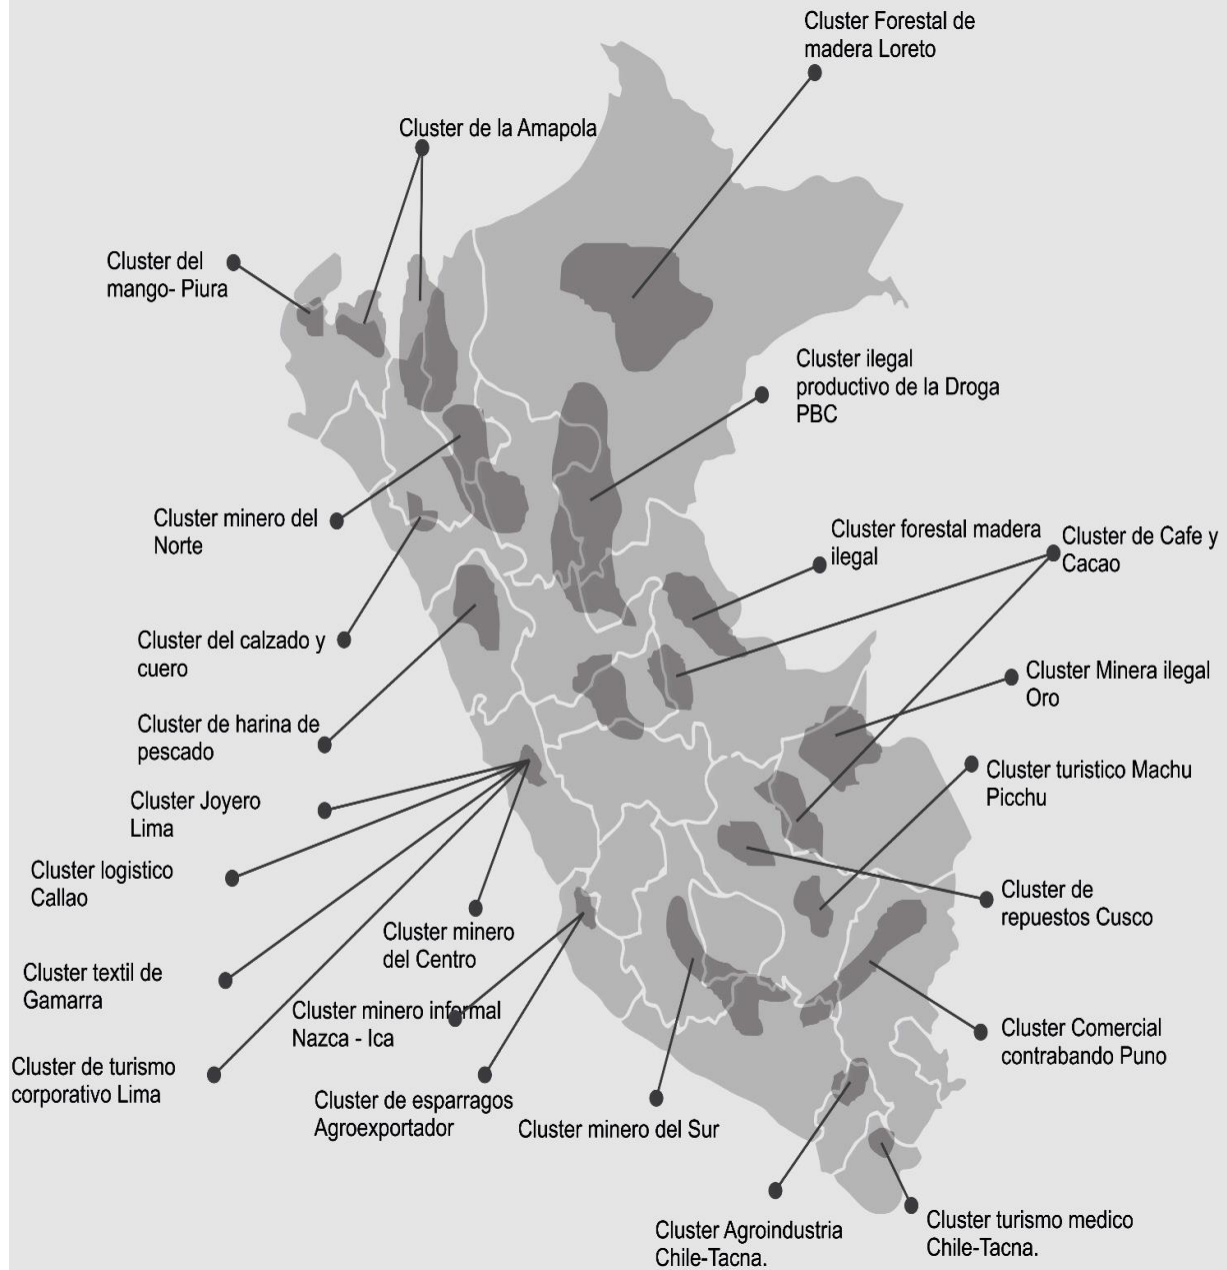 Cluster Forestal de
madera Loreto
Cluster de la Amapola
Cluster del
mango- Piura
Cluster ilegal
productivo de la Droga
PBC
Cluster minero del
Norte
Cluster forestal madera
ilegal
Cluster de Cafe y
Cacao
Cluster del calzado y
cuero
Cluster Minera ilegal
Oro
Cluster de harina de
pescado
Cluster turistico Machu
Picchu
Cluster Joyero
Lima
Cluster logistico
Callao
Cluster de
repuestos Cusco
Cluster minero
del Centro
Cluster textil de
Gamarra
Cluster minero informal
Nazca - Ica
Cluster Comercial
contrabando Puno
Cluster de turismo
corporativo Lima
Cluster de esparragos
Agroexportador
Cluster minero del Sur
Cluster Agroindustria
Chile-Tacna.
Cluster turismo medico
Chile-Tacna.